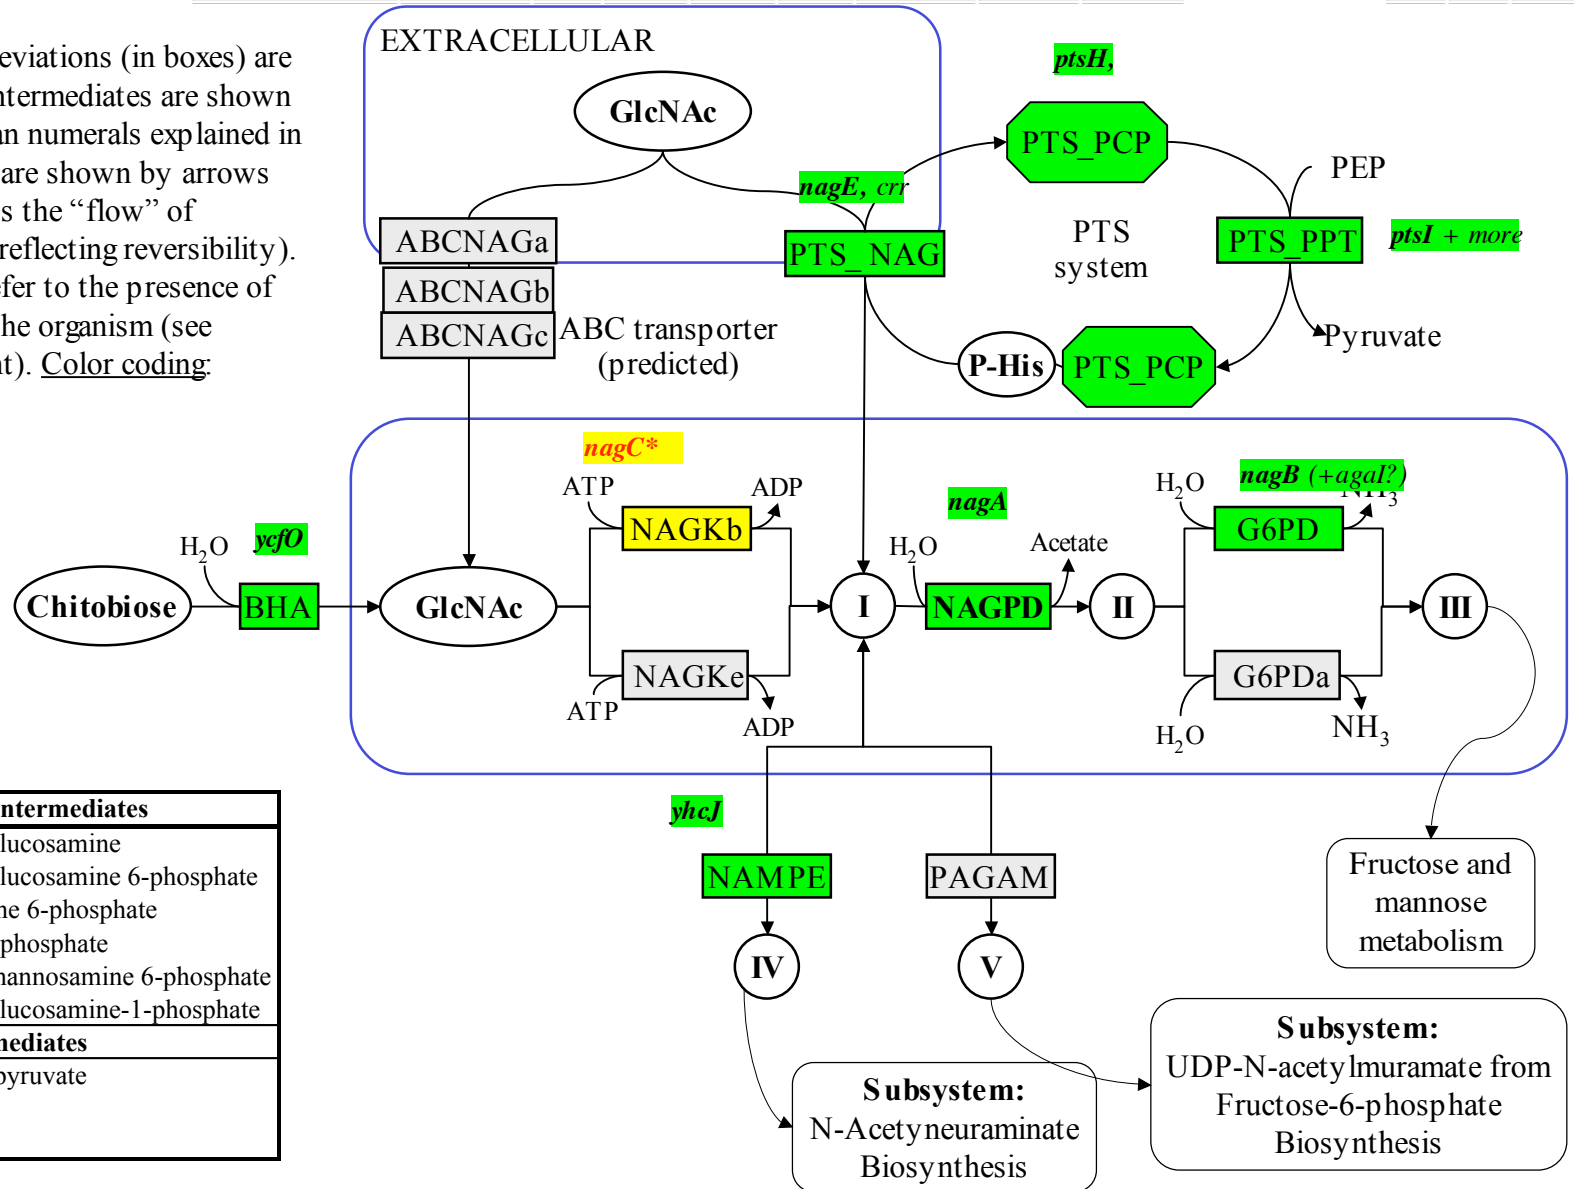 eviations (in boxes) are
ntermediates are shown
an numerals explained in
are shown by arrows
s the “flow” of
reflecting reversibility).
efer to the presence of
he organism (see
nt). Color coding:
EXTRACELLULAR
GlcNAc
nagE, crr
ptsH,
PTS_PCP
PEP
ABCNAGa
PTS_NAG
PTS
system
PTS_PPT
ptsI + more
ABCNAGb
ABCNAGc
ABC transporter
(predicted)
P-His
PTS_PCP
Pyruvate
nagC*
ATP
ADP
NAGKb
nagA
H2O
nagB (+agaI?)
NH3
G6PD
H2O
ycfO
H2O
Acetate
Chitobiose
BHA
GlcNAc
I
NAGPD
II
III
NAGKe
ATP
ADP
G6PDa
H2O
NH3
yhcJ
NAMPE
PAGAM
IV
V
Fructose and
mannose
metabolism
ntermediates
lucosamine
lucosamine 6-phosphate
ne 6-phosphate
phosphate
nannosamine 6-phosphate
lucosamine-1-phosphate
nediates
pyruvate
Subsystem:
N-Acetyneuraminate
Biosynthesis
Subsystem:
UDP-N-acetylmuramate from
Fructose-6-phosphate
Biosynthesis